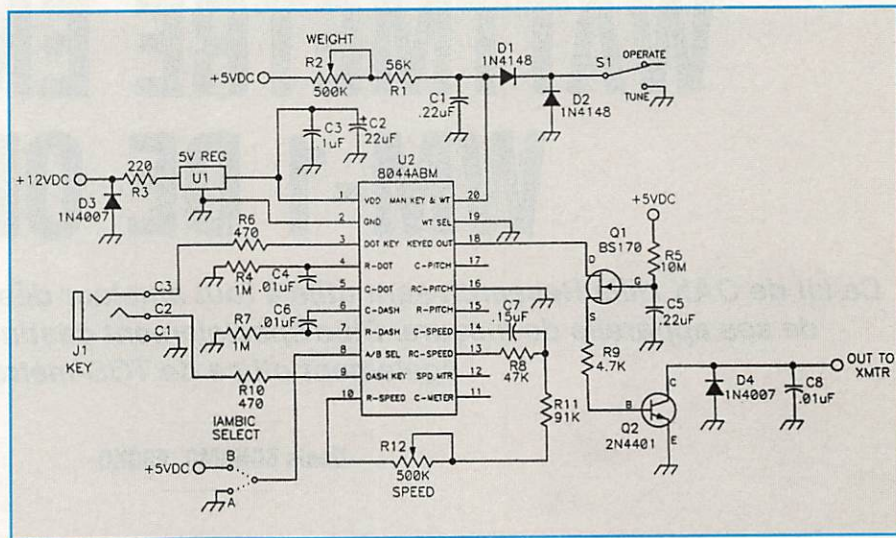 WEIGHT
+5VDC
R2
500K
56K
R1
D1
1N4148
S1
OPERATE
TUNE
C1
.22uF
D2
1N4148
C3
1uF
+
C2
22uF
U2
8044ABM
+12VDC
220
R3
5V REG
U1
D3
1N4007
1 VDD MAN KEY & WT 20
2 GND WT SEL 19
3 DOT KEY KEYED OUT 18
4 R-DOT C-PITCH 17
5 C-DOT RC-PITCH 16
6 C-DASH R-PITCH 15
7 R-DASH C-SPEED 14
8 A/B SEL RC-SPEED 13
9 DASH KEY SPD MTR 12
10 R-SPEED C-METER 11
R6
470
R4
1M
C4
.01uF
C6
.01uF
R7
1M
R10
470
C3
C2
C1
J1
KEY
IAMBIC
SELECT
+5VDC
B
A
R12
500K
SPEED
C7
.15uF
R8
47K
R11
91K
Q1
BS170
D
G
S
+5VDC
R5
10M
C5
22uF
R9
4.7K
B
C
E
Q2
2N4401
D4
1N4007
C8
.01uF
OUT TO
XMTR